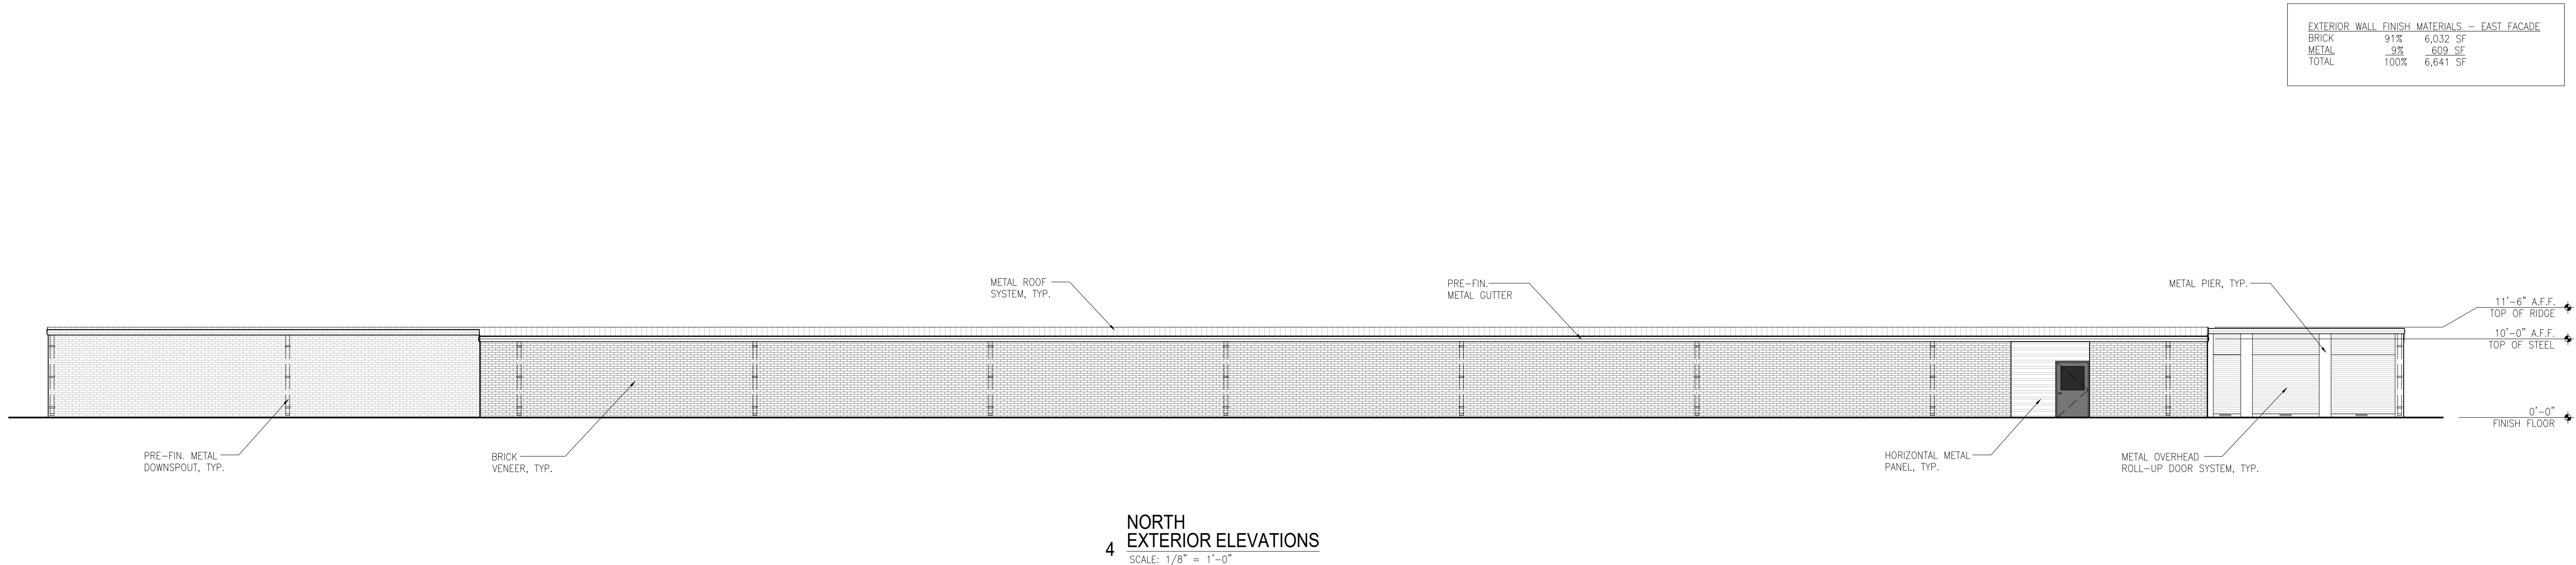 EXTERIOR WALL FINISH MATERIALS - EAST FACADE
BRICK 91% 6,032 SF
METAL 9% 609 SF
TOTAL 100% 6,641 SF
METAL ROOF
SYSTEM, TYP.
PRE-FIN.
METAL GUTTER
METAL PIER, TYP.
11'-6" A.F.F.
TOP OF RIDGE
10'-0" A.F.F.
TOP OF STEEL
0'-0"
FINISH FLOOR
PRE-FIN. METAL
DOWNSPOUT, TYP.
BRICK
VENEER, TYP.
HORIZONTAL METAL
PANEL, TYP.
METAL OVERHEAD
ROLL-UP DOOR SYSTEM, TYP.
NORTH
4 EXTERIOR ELEVATIONS
SCALE: 1/8" = 1'-0"